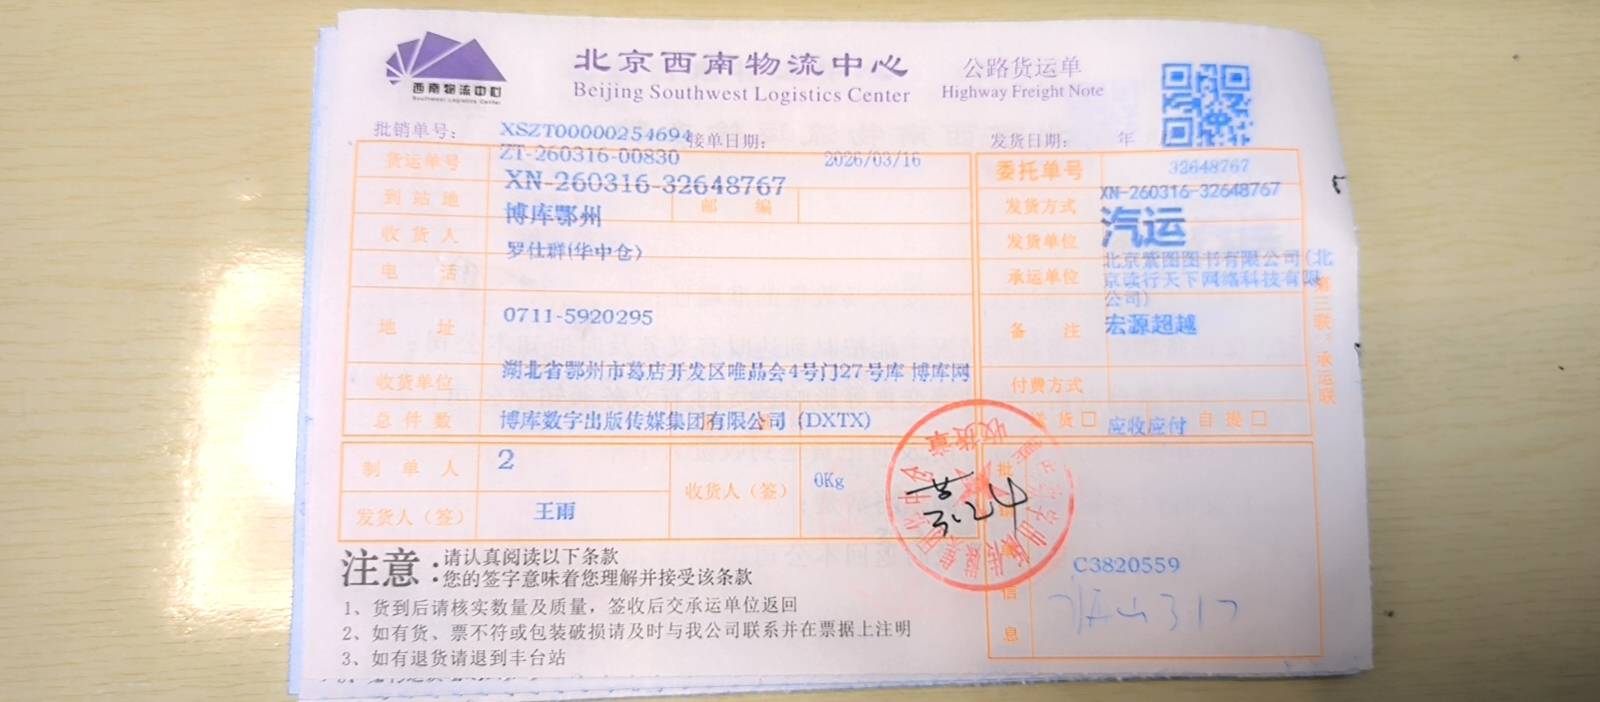 西南物流中心
Southwest Logistics Center
北京西南物流中心
Beijing Southwest Logistics Center
公路货运单
Highway Freight Note
批销单号： XSZT00000254694 接单日期： 2026/03/16 发货日期： 年
货运单号 ZT-260316-00830
XN-260316-32648767
委托单号 32648767
XN-260316-32648767
到站地 博库鄂州 邮编
发货方式 汽运
收货人 罗仕群(华中仓)
发货单位 北京紫图图书有限公司(北京读行天下网络科技有限公司)
电话 0711-5920295
承运单位 宏源超越
地址 湖北省鄂州市葛店开发区唯品会4号门27号库 博库网
备注
收货单位 博库数字出版传媒集团有限公司（DXTX)
付费方式 应收应付
总件数 2
0Kg
送货□ 自提□
制单人 王雨
收货人（签）
发货人（签）
批
信息
C3820559
3.24
收货章
第三联：承运联
注意：
请认真阅读以下条款
您的签字意味着您理解并接受该条款
1、货到后请核实数量及质量，签收后交承运单位返回
2、如有货、票不符或包装破损请及时与我公司联系并在票据上注明
3、如有退货请退到丰台站